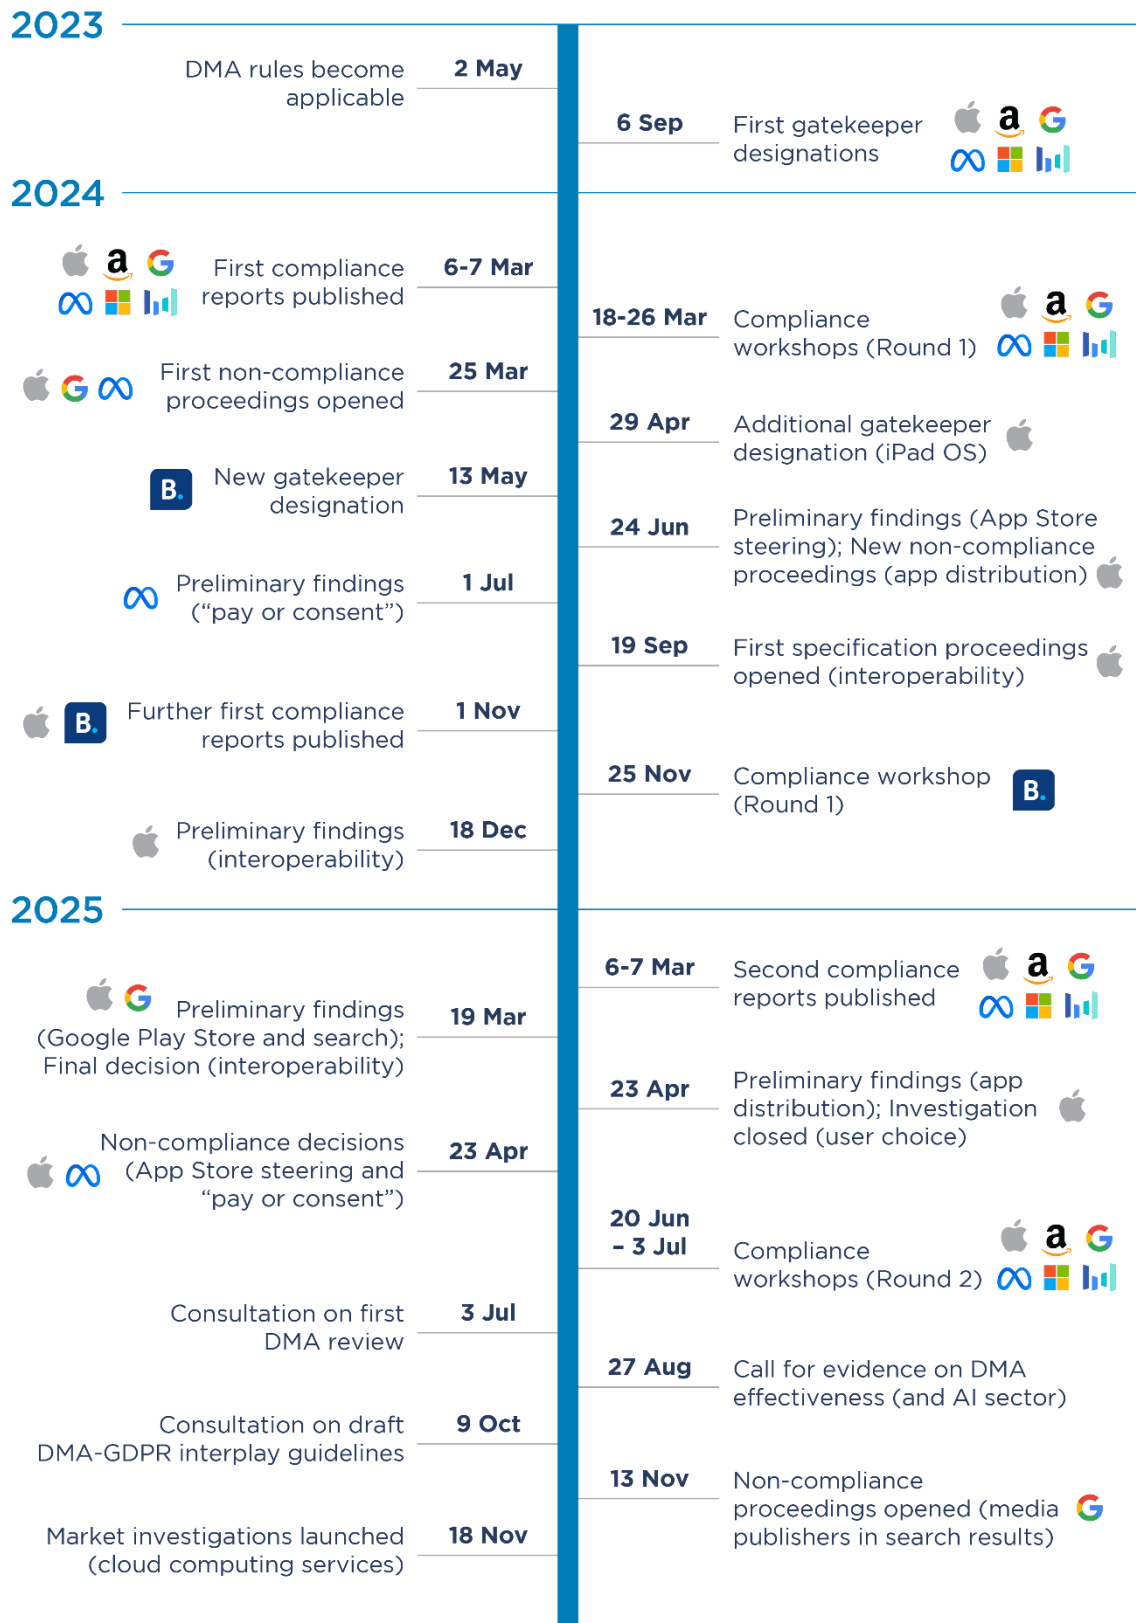 2023
DMA rules become
applicable
2 May
6 Sep
First gatekeeper
designations
2024
First compliance
reports published
6-7 Mar
18-26 Mar
Compliance
workshops (Round 1)
First non-compliance
proceedings opened
25 Mar
29 Apr
Additional gatekeeper
designation (iPad OS)
B.
New gatekeeper
designation
13 May
24 Jun
Preliminary findings (App Store
steering); New non-compliance
proceedings (app distribution)
Preliminary findings
(“pay or consent”)
1 Jul
19 Sep
First specification proceedings
opened (interoperability)
B.
Further first compliance
reports published
1 Nov
25 Nov
Compliance workshop
(Round 1)
B.
Preliminary findings
(interoperability)
18 Dec
2025
6-7 Mar
Second compliance
reports published
Preliminary findings
(Google Play Store and search);
Final decision (interoperability)
19 Mar
23 Apr
Preliminary findings (app
distribution); Investigation
closed (user choice)
Non-compliance decisions
(App Store steering and
“pay or consent”)
23 Apr
20 Jun
– 3 Jul
Compliance
workshops (Round 2)
Consultation on first
DMA review
3 Jul
27 Aug
Call for evidence on DMA
effectiveness (and AI sector)
Consultation on draft
DMA-GDPR interplay guidelines
9 Oct
13 Nov
Non-compliance
proceedings opened (media
publishers in search results)
Market investigations launched
(cloud computing services)
18 Nov